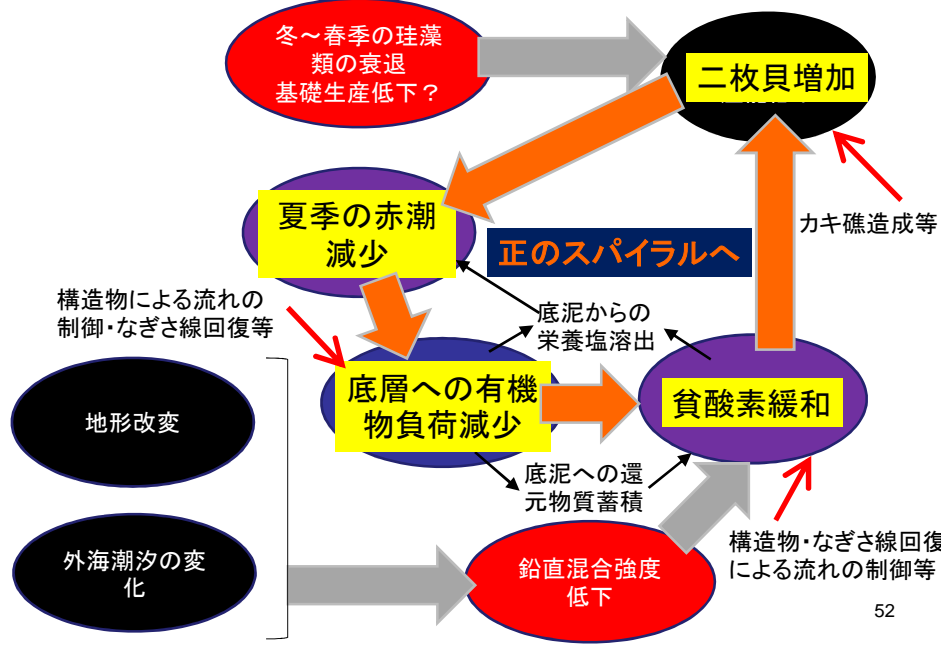 冬～春季の珪藻
類の衰退
基礎生産低下？
二枚貝増加
カキ礁造成等
夏季の赤潮
減少
正のスパイラルへ
構造物による流れの
制御・なぎさ線回復等
底泥からの
栄養塩溶出
底層への有機
物負荷減少
貧酸素緩和
地形改変
底泥への還
元物質蓄積
外海潮汐の変
化
鉛直混合強度
低下
構造物・なぎさ線回復
による流れの制御等
52